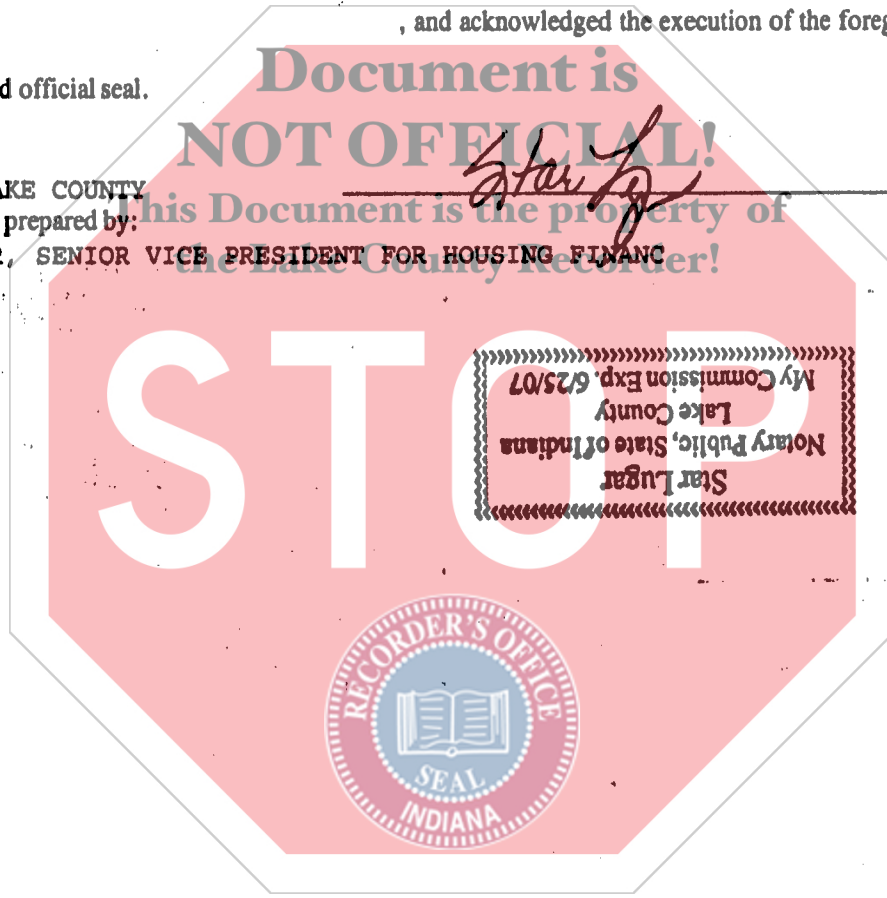 , and acknowledged the execution of the foreg
Document is
d official seal.
NOT OFFICIAL!
Star
AKE COUNTY
prepared by:
This Document is the property of
, SENIOR VICE PRESIDENT FOR HOUSING FINANC
the Lake County Recorder!
STOP
Star Lugar
Notary Public, State of Indiana
Lake County
My Commission Exp. 6/25/07
RECORDER'S OFFICE
SEAL
INDIANA